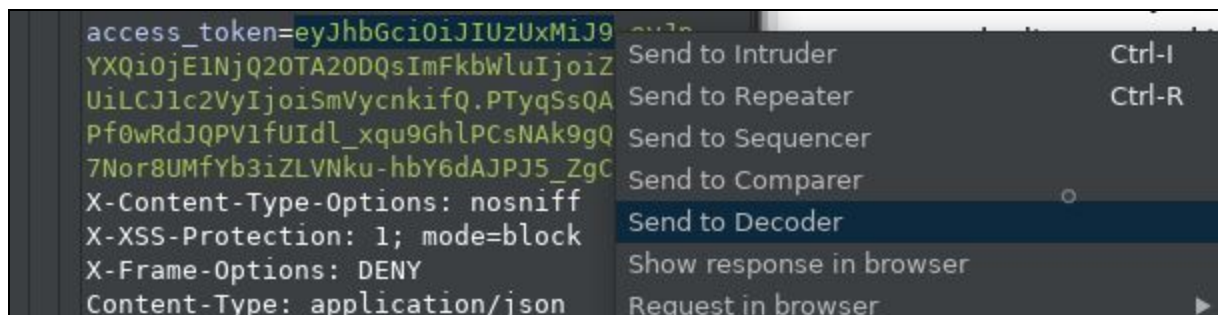 access_token=eyJhbGciOiJIUzUxMiJ9
YXQiOjE1NjQ2OTA2ODQsImFkbWluIjoiZ
UiLCJ1c2VyIjoiSmVycnkifQ.PTyqSsQA
Pf0wRdJQPV1fUIdl_xqu9GhlPCsNAk9gQ
7Nor8UMfYb3iZLVNku-hbY6dAJPJ5_ZgC
X-Content-Type-Options: nosniff
X-XSS-Protection: 1; mode=block
X-Frame-Options: DENY
Content-Type: application/json
Send to Intruder Ctrl-I
Send to Repeater Ctrl-R
Send to Sequencer
Send to Comparer
Send to Decoder
Show response in browser
Request in browser